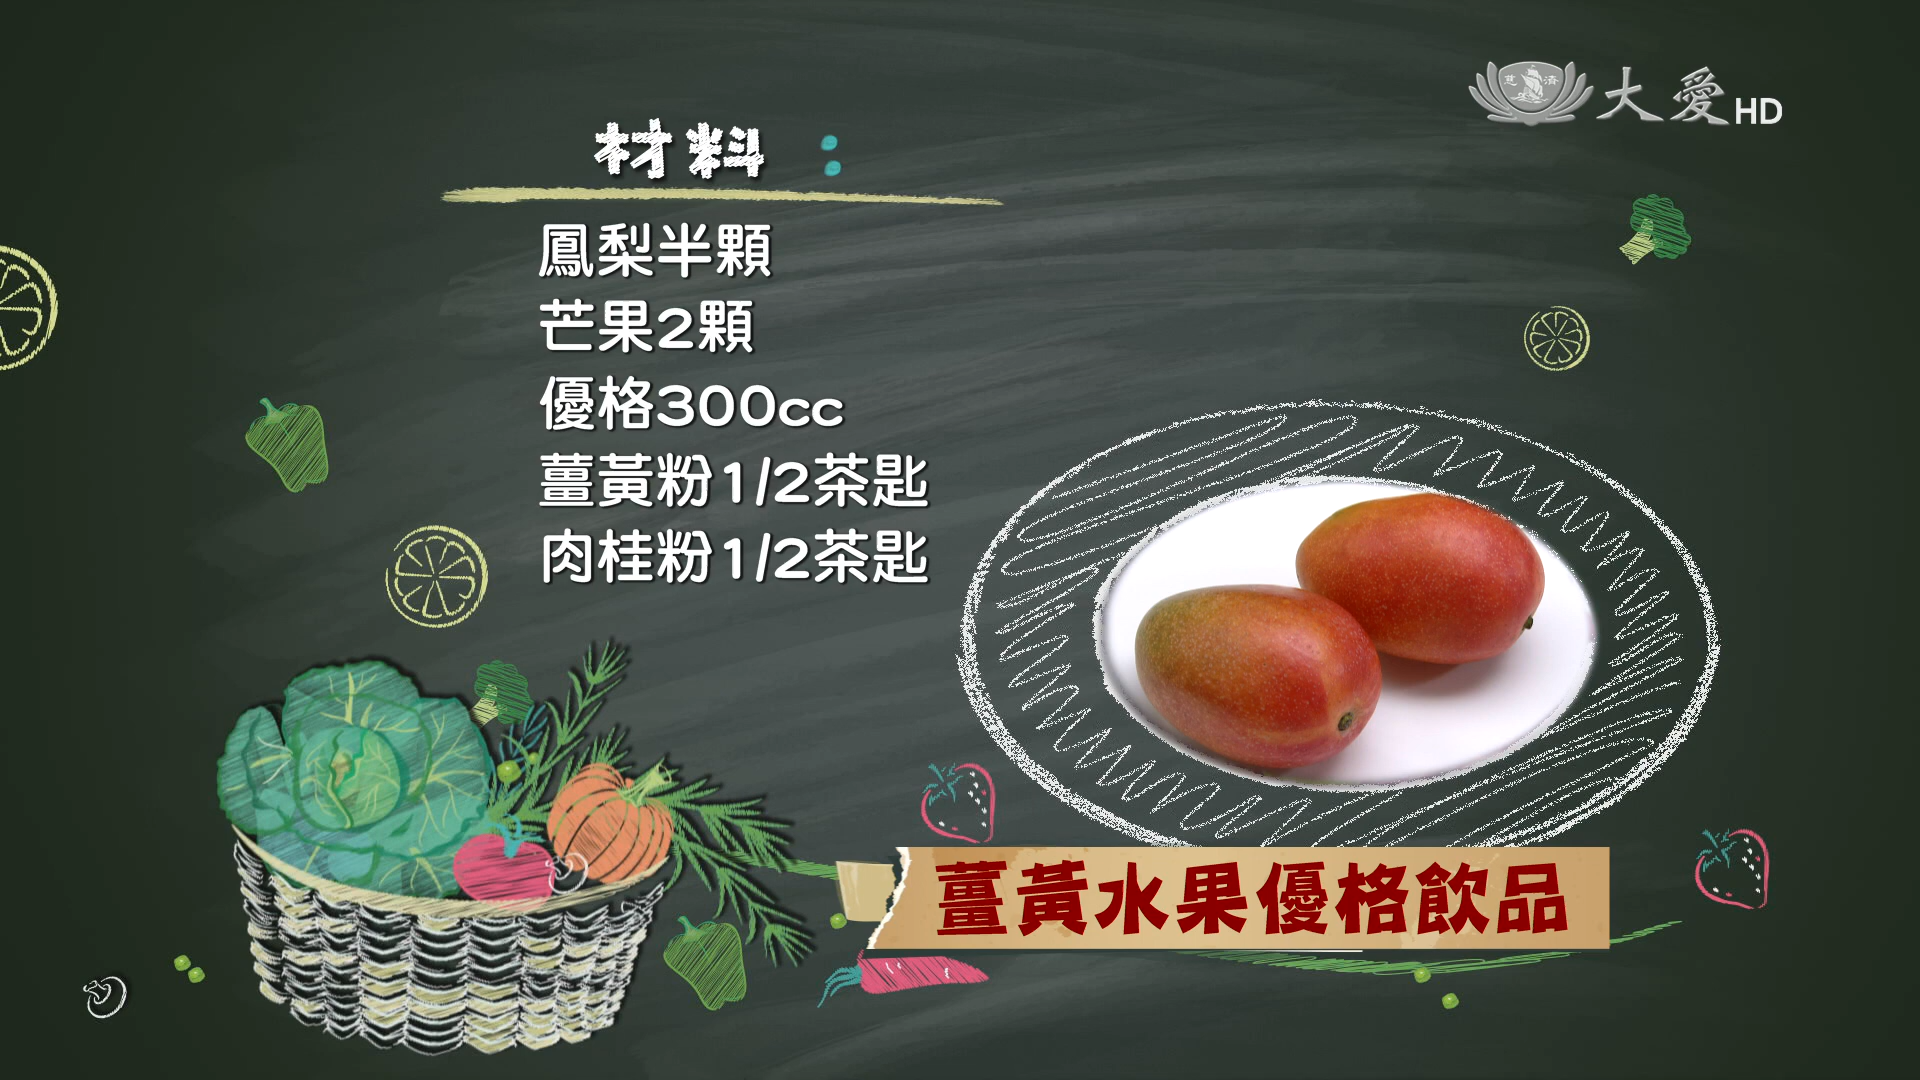 大愛HD
材料：
鳳梨半顆
芒果2顆
優格300cc
薑黃粉1/2茶匙
肉桂粉1/2茶匙
薑黃水果優格飲品